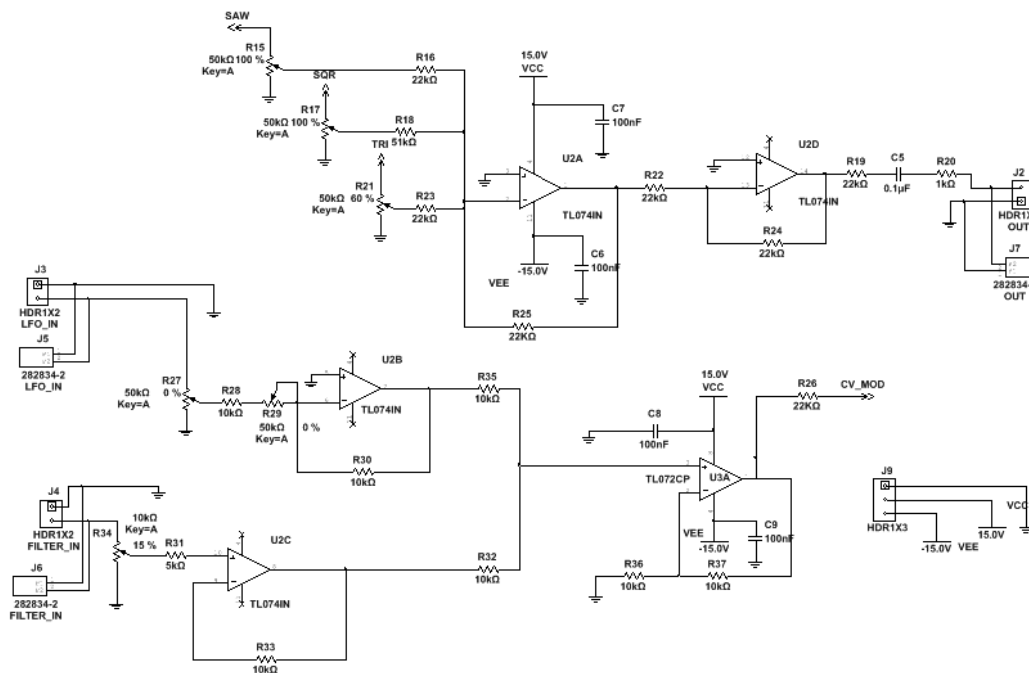 SAW
R15
50kΩ 100 %
Key=A
R16
22kΩ
15.0V
VCC
SQR
R17
50kΩ 100 %
Key=A
R18
51kΩ
C7
100nF
TRI
U2A
U2D
R21
50kΩ 60 %
Key=A
R23
22kΩ
R22
22kΩ
R19
22kΩ
C5
0.1µF
R20
1kΩ
J2
TL074IN
TL074IN
HDR1X
OUT
R24
22kΩ
C6
100nF
J7
-15.0V
VEE
282834-
OUT
J3
HDR1X2
LFO_IN
R25
22KΩ
J5
282834-2
LFO_IN
U2B
R27
50kΩ 0 %
Key=A
R28
10kΩ
R29
50kΩ
Key=A
0 %
TL074IN
R35
10kΩ
15.0V
VCC
R26
22KΩ
CV_MOD
C8
100nF
R30
10kΩ
TL072CP
U3A
J9
HDR1X3
J4
HDR1X2
FILTER_IN
10kΩ
Key=A
R34
15 %
R31
5kΩ
U2C
VEE
-15.0V
C9
100nF
VCC
15.0V
-15.0V
VEE
J6
282834-2
FILTER_IN
R32
10kΩ
R36
10kΩ
R37
10kΩ
TL074IN
R33
10kΩ